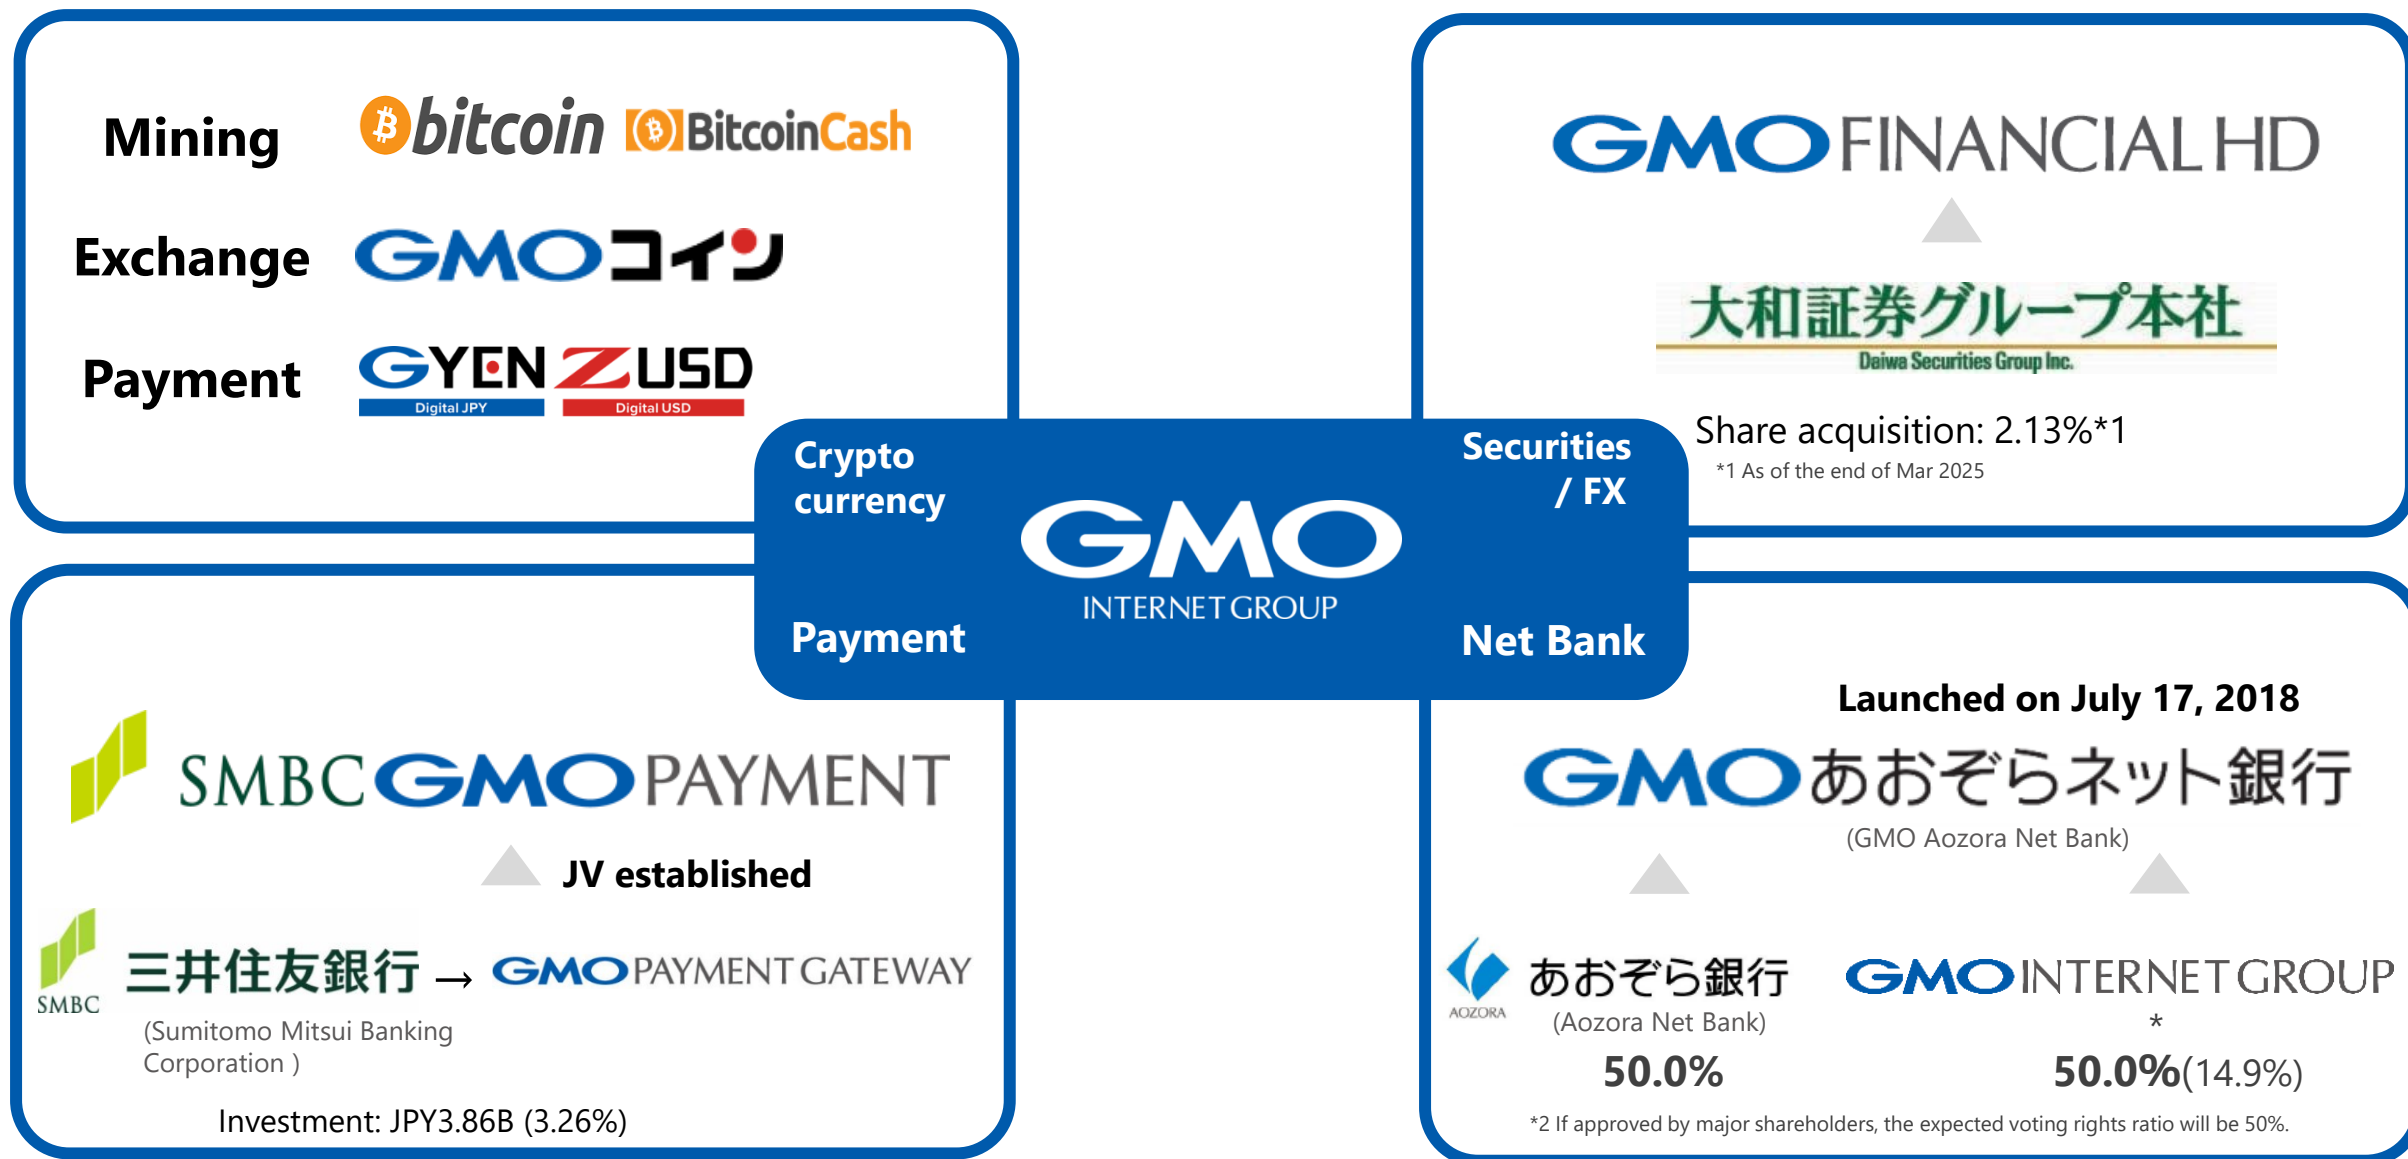 Mining
bitcoin
BitcoinCash
Exchange
GMOコイン
Payment
GYEN
Digital JPY
ZUSD
Digital USD
GMO FINANCIAL HD
大和証券グループ本社
Daiwa Securities Group Inc.
Share acquisition: 2.13%*1
*1 As of the end of Mar 2025
Crypto
currency
Securities
/ FX
GMO
INTERNET GROUP
Payment
Net Bank
SMBC GMO PAYMENT
JV established
SMBC
三井住友銀行 → GMO PAYMENT GATEWAY
(Sumitomo Mitsui Banking
Corporation )
Investment: JPY3.86B (3.26%)
Launched on July 17, 2018
GMOあおぞらネット銀行
(GMO Aozora Net Bank)
AOZORA
あおぞら銀行
(Aozora Net Bank)
50.0%
GMO INTERNET GROUP
*
50.0%(14.9%)
*2 If approved by major shareholders, the expected voting rights ratio will be 50%.